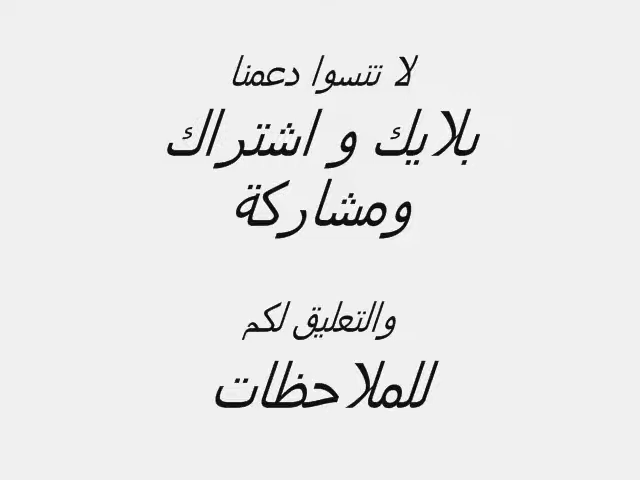 لا تنسوا دعمنا
بلايك و اشتراك
ومشاركة
والتعليق لكم
للملاحظات